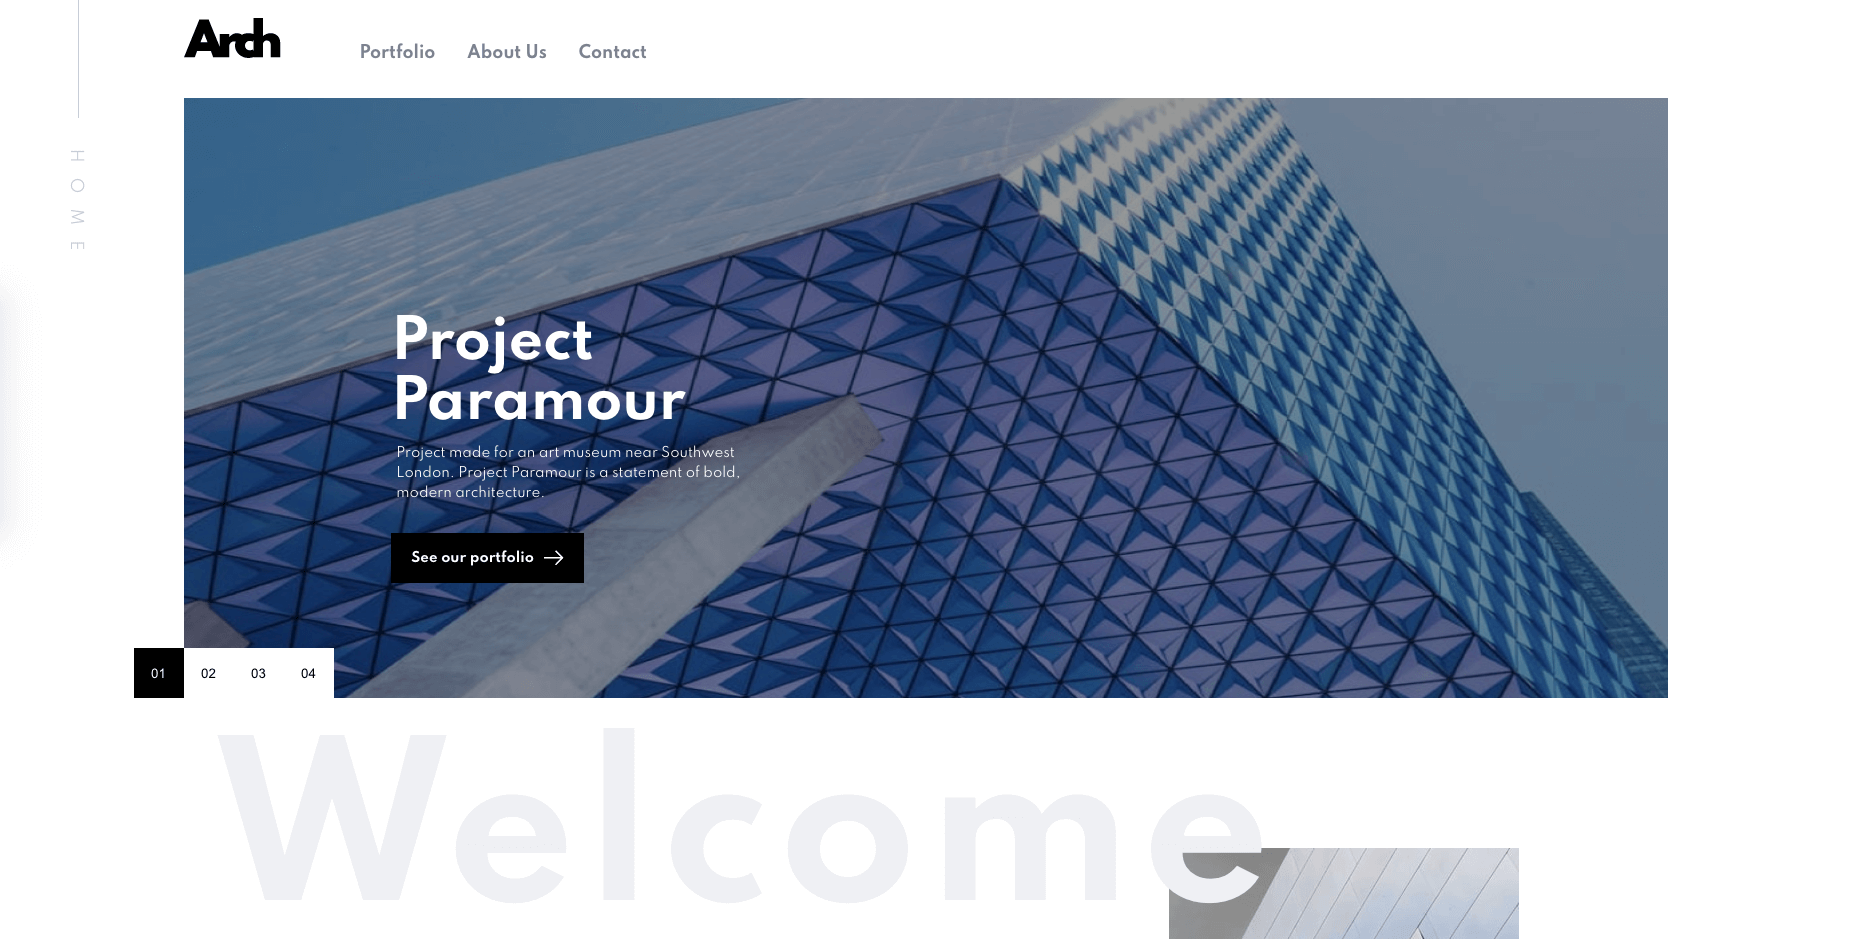 Arch
Portfolio
About Us
Contact
HOME
Project
Paramour
Project made for an art museum near Southwest
London. Project Paramour is a statement of bold,
modern architecture.
See our portfolio
01
02
03
04
Welcome